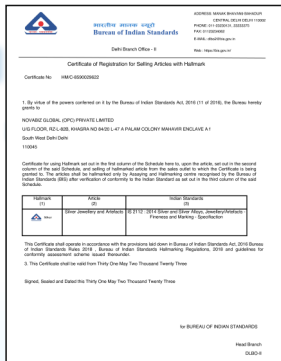 ADDRESS: MANAK BHAVAN9 BAHADUR
CENTRAL DELHI DELHI 110002
भारतीय मानक ब्यूरो
Bureau of Indian Standards
Delhi Branch Office - II
Certificate of Registration for Selling Articles with Hallmark
Certificate No
1. By virtue of the powers conferred on it by the Bureau of Indian Standards Act, 2016 (11 of 2016), the Bureau hereby
grants to
NOVABIZ GLOBAL (OPC) PRIVATE LIMITED
U/G FLOOR, RZ-L-82B, KHASRA NO 84/20 L-47 A PALAM COLONY MAHAVIR ENCLAVE A I
South West Delhi Delhi
110045
Certificate for using Hallmark set out in the first column of the Schedule here to, upon the article, set out in the second
column of the said Schedule, and selling of hallmarked article from the sales outlet to which the Certificate is being
granted to. The articles shall be hallmarked only by Assaying and Hallmarking centre recognised by the Bureau of
Indian Standards (BIS) after verification of conformity to the Indian Standard as set out in the third column of the said
Schedule.
Hallmark Article Indian Standards
(1) (2) (3)
Silver Jewellery and Artefacts IS 2112 : 2014 Silver and Silver Alloys, Jewellery/Artefacts -
Fineness and Marking - Specification
This Certificate shall operate in accordance with the provisions laid down in Bureau of Indian Standards Act, 2016 Bureau
of Indian Standards Rules 2018 , Bureau of Indian Standards Hallmarking Regulations, 2018 and guidelines for
conformity assessment scheme issued thereunder.
3. This Certificate shall be valid from Thirty One May Two Thousand Twenty Three
Signed, Sealed and Dated this Thirty One May Two Thousand Twenty Three
for BUREAU OF INDIAN STANDARDS
Head Branch
DLBO-II